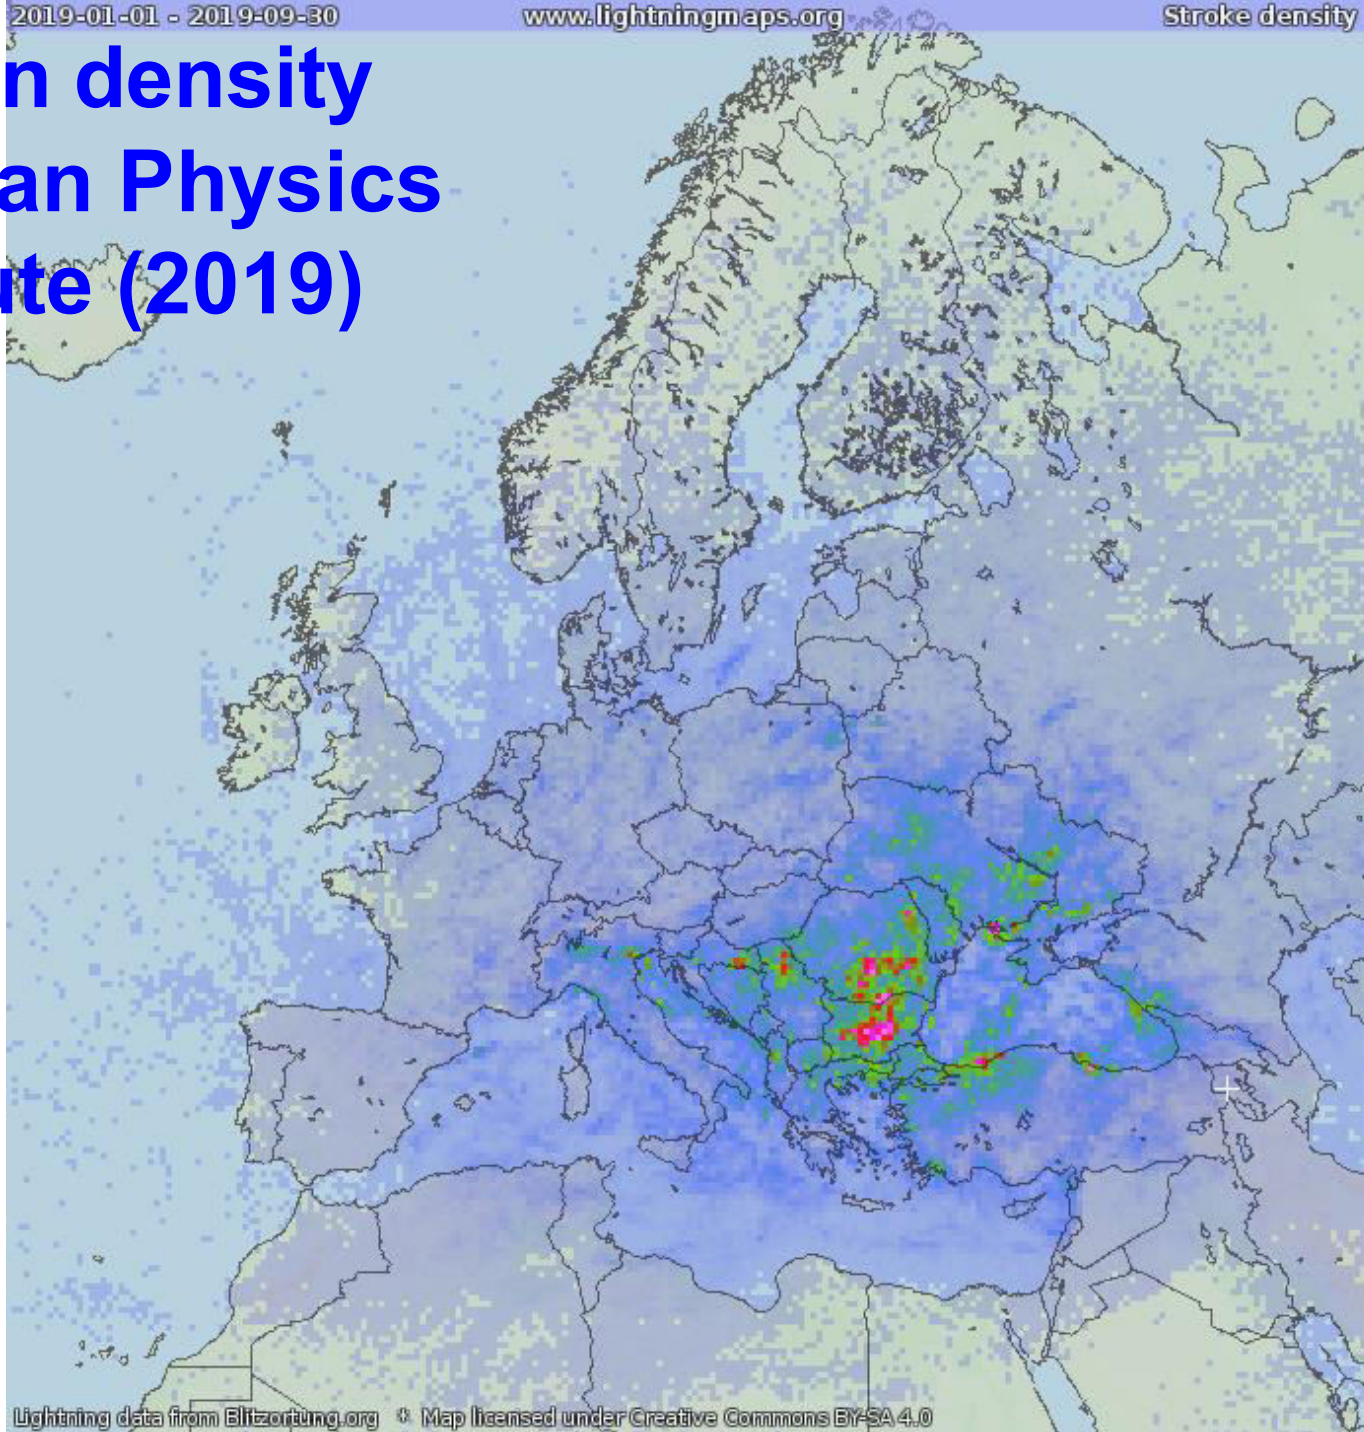 2019-01-01 - 2019-09-30 www.lightningmaps.org Stroke density
n density
an Physics
ute (2019)
Lightning data from Blitzortung.org * Map licensed under Creative Commons BY-SA 4.0